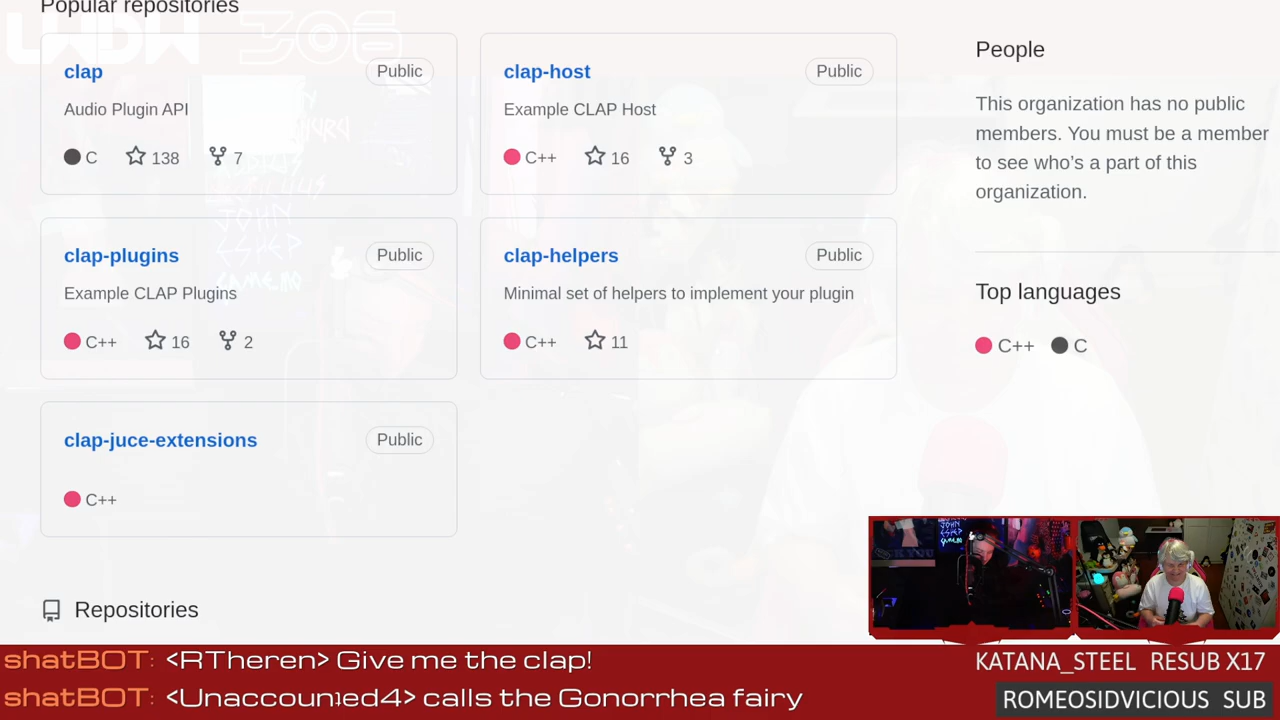 Popular repositories
LWDW 306
clap
Public
Audio Plugin API
C 138 7
clap-host
Public
Example CLAP Host
C++ 16 3
clap-plugins
Public
Example CLAP Plugins
C++ 16 2
clap-helpers
Public
Minimal set of helpers to implement your plugin
C++ 11
clap-juce-extensions
Public
C++
Repositories
People
This organization has no public
members. You must be a member
to see who’s a part of this
organization.
Top languages
C++ C
shatBOT: <RTheren> Give me the clap!
shatBOT: <Unaccounted4> calls the Gonorrhea fairy
KATANA_STEEL RESUB X17
ROMEOSIDVICIOUS SUB